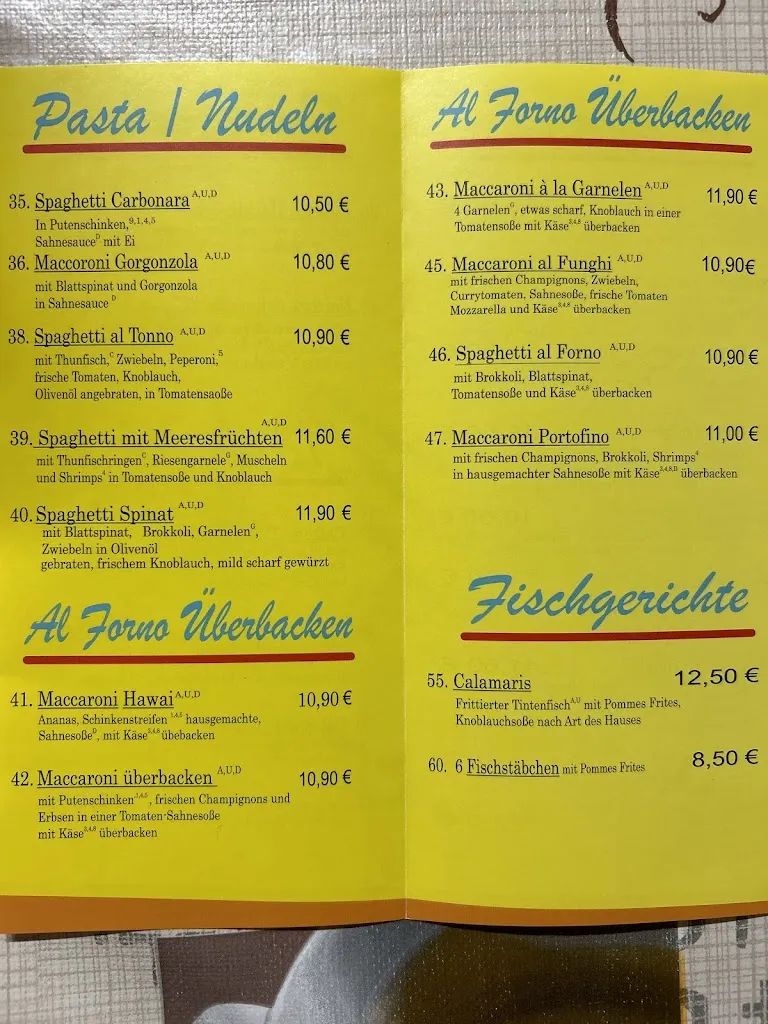 Pasta | Nudeln
35. Spaghetti Carbonara A,U,D 10,50 €
In Putenschinken,9,1,4,5
Sahnesauce D mit Ei
36. Maccoroni Gorgonzola A,U,D 10,80 €
mit Blattspinat und Gorgonzola
in Sahnesauce D
38. Spaghetti al Tonno A,U,D 10,90 €
mit Thunfisch,C Zwiebeln, Peperoni,5
frische Tomaten, Knoblauch,
Olivenöl angebraten, in Tomatensaoße
39. Spaghetti mit Meeresfrüchten A,U,D 11,60 €
mit Thunfischringen C, Riesengarnele G, Muscheln
und Shrimps 4 in Tomatensoße und Knoblauch
40. Spaghetti Spinat A,U,D 11,90 €
mit Blattspinat, Brokkoli, Garnelen G,
Zwiebeln in Olivenöl
gebraten, frischem Knoblauch, mild scharf gewürzt
Al Forno Überbacken
41. Maccaroni Hawai A,U,D 10,90 €
Ananas, Schinkenstreifen 1,4,5 hausgemachte,
Sahnesoße D, mit Käse 3,4,8 übebacken
42. Maccaroni überbacken A,U,D 10,90 €
mit Putenschinken 1,4,5, frischen Champignons und
Erbsen in einer Tomaten-Sahnesoße
mit Käse 3,4,8 überbacken
Al Forno Überbacken
43. Maccaroni à la Garnelen A,U,D 11,90 €
4 Garnelen G, etwas scharf, Knoblauch in einer
Tomatensoße mit Käse 3,4,8 überbacken
45. Maccaroni al Funghi A,U,D 10,90€
mit frischen Champignons, Zwiebeln,
Currytomaten, Sahnesoße, frische Tomaten
Mozzarella und Käse 3,4,8 überbacken
46. Spaghetti al Forno A,U,D 10,90 €
mit Brokkoli, Blattspinat,
Tomatensoße und Käse 3,4,8 überbacken
47. Maccaroni Portofino A,U,D 11,00 €
mit frischen Champignons, Brokkoli, Shrimps 4
in hausgemachter Sahnesoße mit Käse 3,4,8,D überbacken
Fischgerichte
55. Calamaris 12,50 €
Frittierter Tintenfisch A,U mit Pommes Frites,
Knoblauchsoße nach Art des Hauses
60. 6 Fischstäbchen mit Pommes Frites 8,50 €